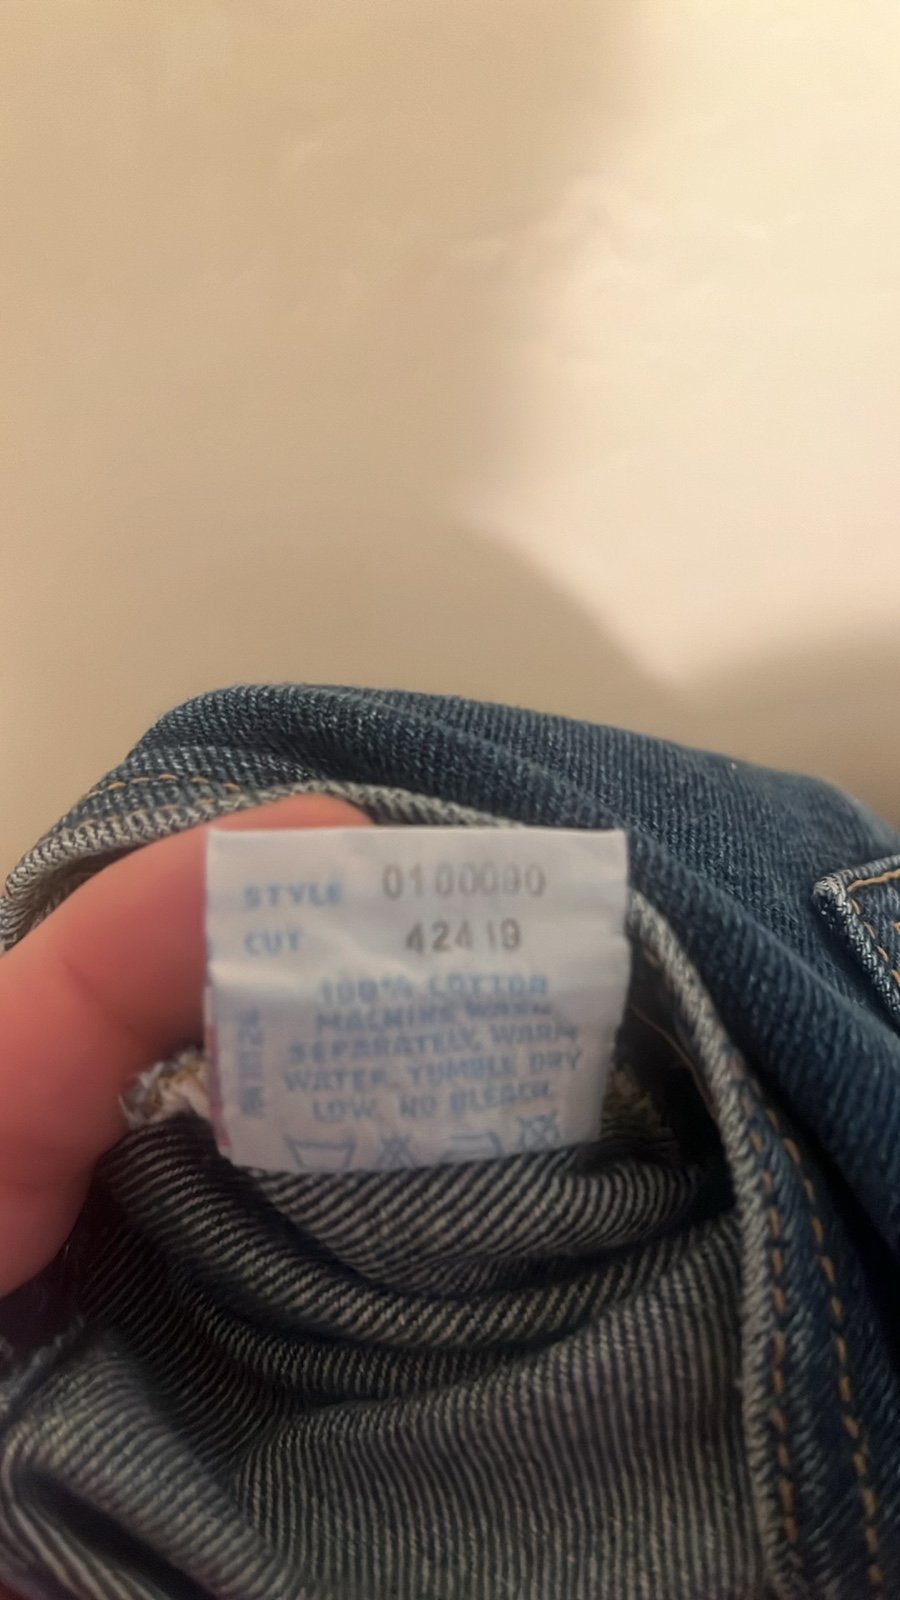 STYLE 0100090
CUT 42419
100% COTTON
MACHINE WASH
SEPARATELY, WARM
WATER, TUMBLE DRY
LOW, NO BLEACH